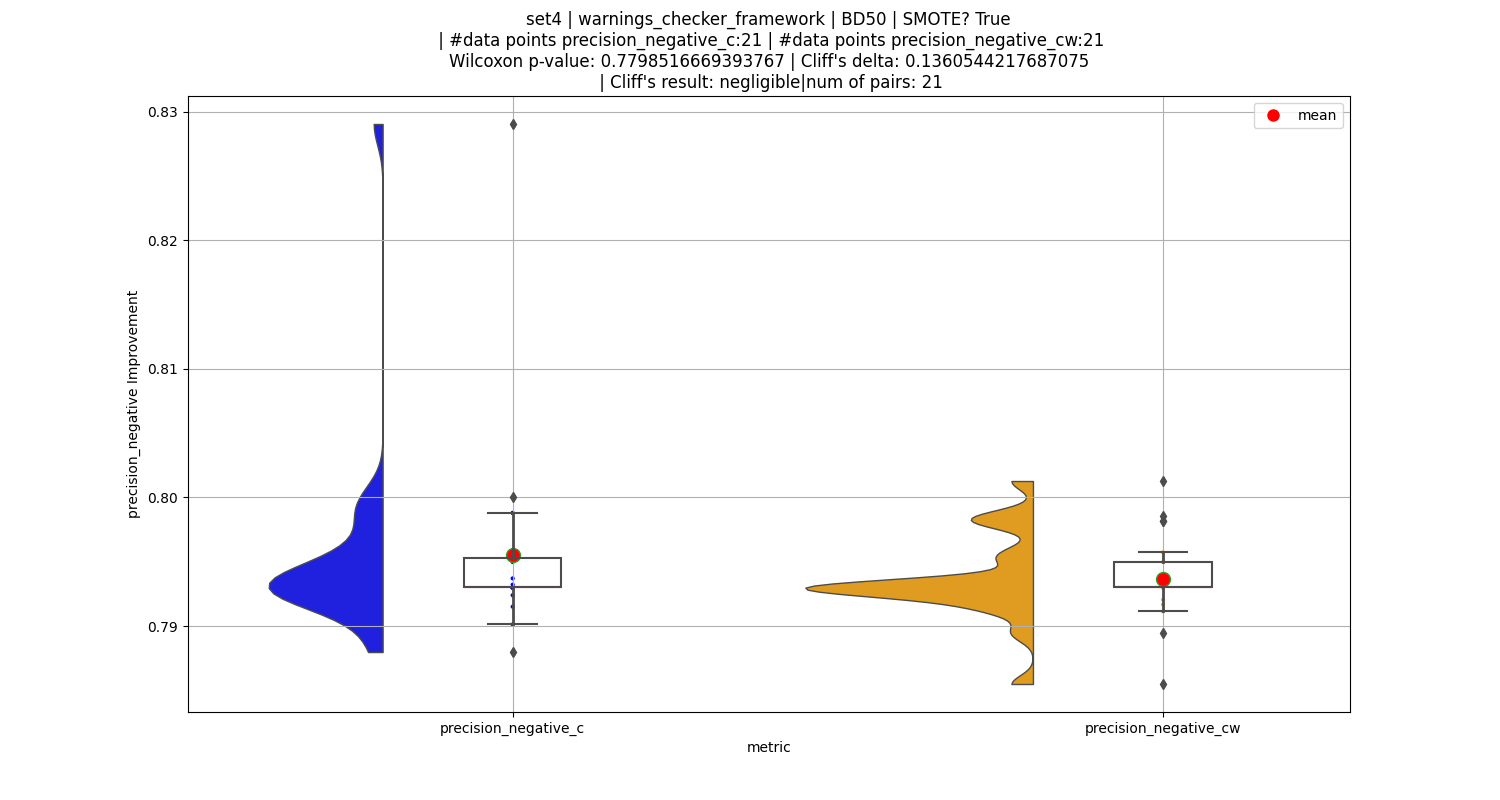 set4 | warnings_checker_framework | BD50 | SMOTE? True
| #data points precision_negative_c:21 | #data points precision_negative_cw:21
Wilcoxon p-value: 0.7798516669393767 | Cliff's delta: 0.1360544217687075
| Cliff's result: negligible|num of pairs: 21
mean
0.83
0.82
0.81
0.80
0.79
precision_negative Improvement
precision_negative_c
precision_negative_cw
metric